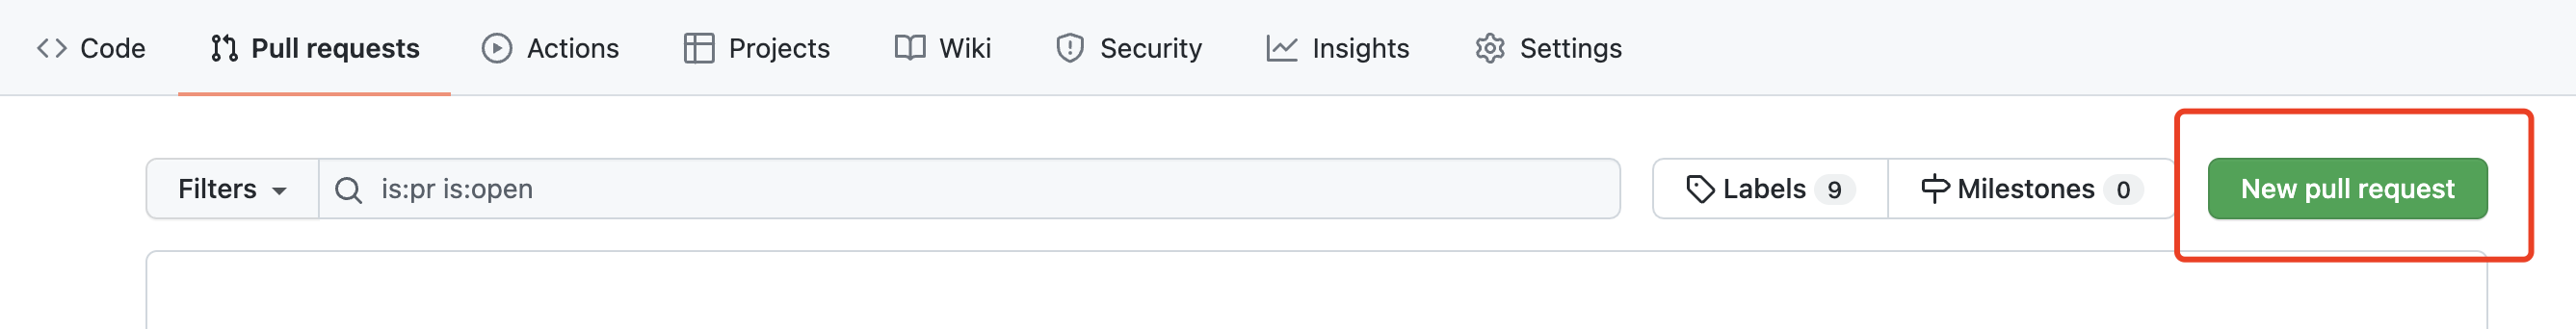 Code Pull requests Actions Projects Wiki Security Insights Settings
Filters is:pr is:open Labels 9 Milestones 0 New pull request